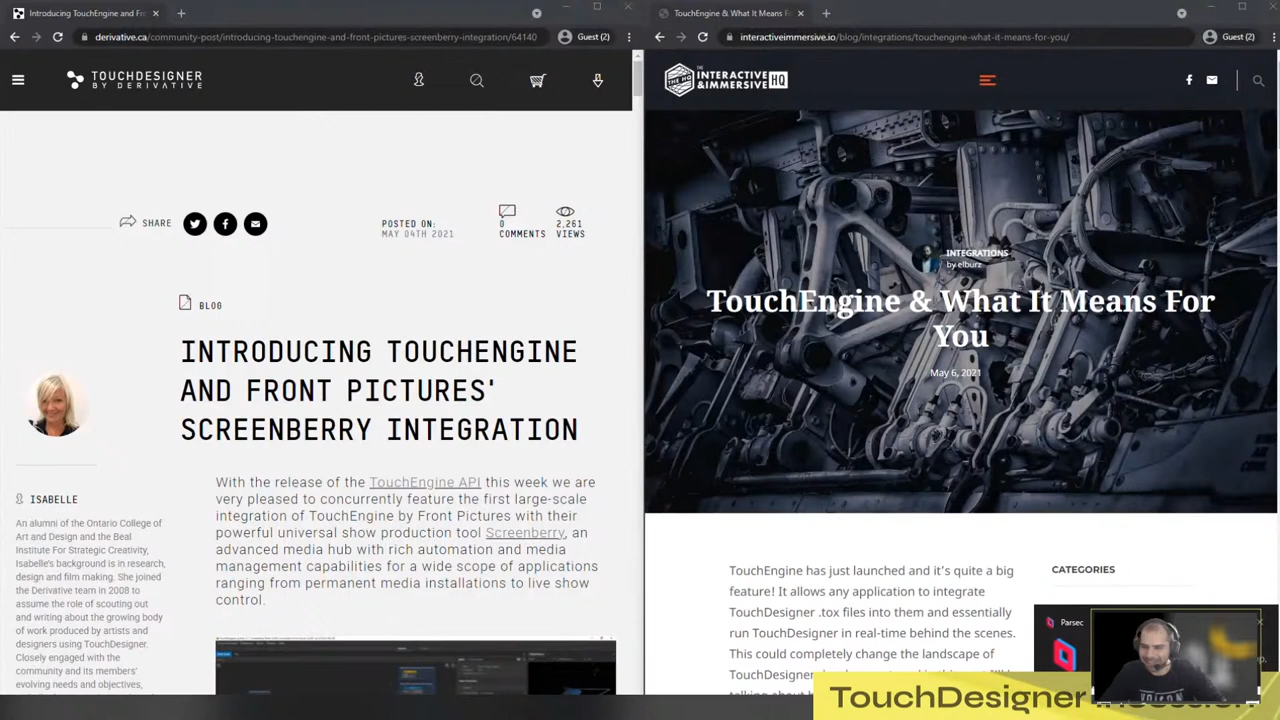 Introducing TouchEngine and Fr
derivative.ca/community-post/introducing-touchengine-and-front-pictures-screenberry-integration/64140
Guest (2)
TOUCHDESIGNER
BY DERIVATIVE
SHARE
POSTED ON:
MAY 04TH 2021
0
COMMENTS
2,261
VIEWS
BLOG
INTRODUCING TOUCHENGINE
AND FRONT PICTURES'
SCREENBERRY INTEGRATION
ISABELLE
An alumni of the Ontario College of
Art and Design and the Beal
Institute For Strategic Creativity,
Isabelle's background is in research,
design and film making. She joined
the Derivative team in 2008 to
assume the role of scouting out
and writing about the growing body
of work produced by artists and
designers using TouchDesigner.
Closely engaged with the
community and its members'
evolving needs and objectives,
With the release of the TouchEngine API this week we are
very pleased to concurrently feature the first large-scale
integration of TouchEngine by Front Pictures with their
powerful universal show production tool Screenberry, an
advanced media hub with rich automation and media
management capabilities for a wide scope of applications
ranging from permanent media installations to live show
control.
TouchEngine & What It Means F
interactiveimmersive.io/blog/integrations/touchengine-what-it-means-for-you/
Guest (2)
THE HQ
THE
INTERACTIVE
&IMMERSIVE HQ
INTEGRATIONS
by elburz
TouchEngine & What It Means For
You
May 6, 2021
TouchEngine has just launched and it's quite a big
feature! It allows any application to integrate
TouchDesigner .tox files into them and essentially
run TouchDesigner in real-time behind the scenes.
This could completely change the landscape of
CATEGORIES
Parsec
TouchDesigner